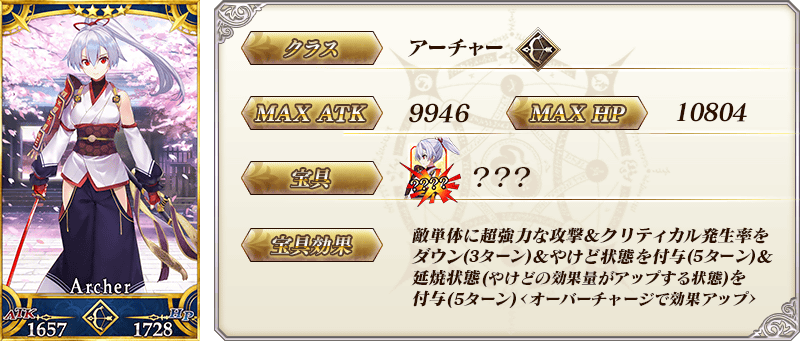 Archer
ATK
HP
1657
1728
クラス
アーチャー
MAX ATK
9946
MAX HP
10804
宝具
????
???
宝具効果
敵単体に超強力な攻撃&クリティカル発生率を
ダウン(3ターン)&やけど状態を付与(5ターン)&
延焼状態(やけどの効果量がアップする状態)を
付与(5ターン)<オーバーチャージで効果アップ>